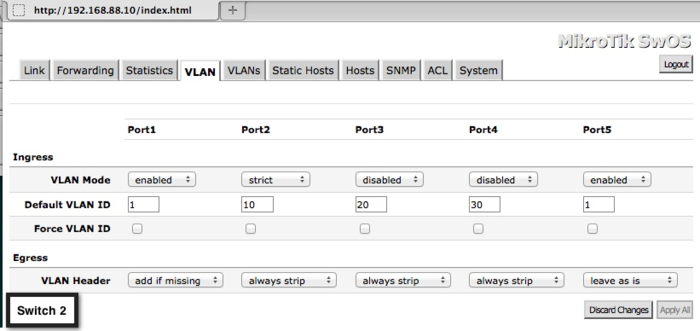 http://192.168.88.10/index.html
MikroTik SwOS
Logout
Link Forwarding Statistics VLAN VLANs Static Hosts Hosts SNMP ACL System
Port1 Port2 Port3 Port4 Port5
Ingress
VLAN Mode enabled strict disabled disabled enabled
Default VLAN ID 1 10 20 30 1
Force VLAN ID
Egress
VLAN Header add if missing always strip always strip always strip leave as is
Switch 2
Discard Changes Apply All